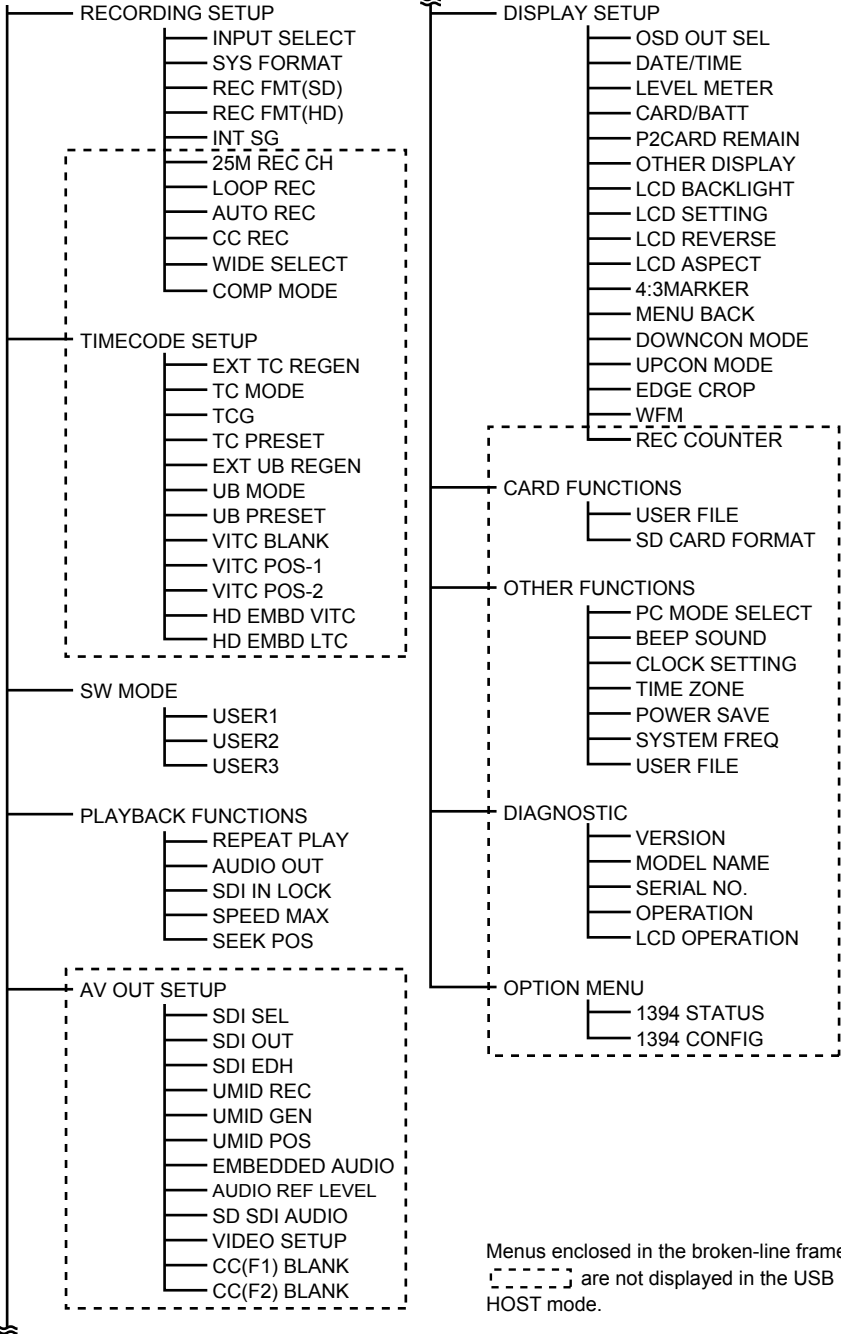 RECORDING SETUP
INPUT SELECT
SYS FORMAT
REC FMT(SD)
REC FMT(HD)
INT SG
25M REC CH
LOOP REC
AUTO REC
CC REC
WIDE SELECT
COMP MODE
TIMECODE SETUP
EXT TC REGEN
TC MODE
TCG
TC PRESET
EXT UB REGEN
UB MODE
UB PRESET
VITC BLANK
VITC POS-1
VITC POS-2
HD EMBD VITC
HD EMBD LTC
SW MODE
USER1
USER2
USER3
PLAYBACK FUNCTIONS
REPEAT PLAY
AUDIO OUT
SDI IN LOCK
SPEED MAX
SEEK POS
AV OUT SETUP
SDI SEL
SDI OUT
SDI EDH
UMID REC
UMID GEN
UMID POS
EMBEDDED AUDIO
AUDIO REF LEVEL
SD SDI AUDIO
VIDEO SETUP
CC(F1) BLANK
CC(F2) BLANK
DISPLAY SETUP
OSD OUT SEL
DATE/TIME
LEVEL METER
CARD/BATT
P2CARD REMAIN
OTHER DISPLAY
LCD BACKLIGHT
LCD SETTING
LCD REVERSE
LCD ASPECT
4:3MARKER
MENU BACK
DOWNCON MODE
UPCON MODE
EDGE CROP
WFM
REC COUNTER
CARD FUNCTIONS
USER FILE
SD CARD FORMAT
OTHER FUNCTIONS
PC MODE SELECT
BEEP SOUND
CLOCK SETTING
TIME ZONE
POWER SAVE
SYSTEM FREQ
USER FILE
DIAGNOSTIC
VERSION
MODEL NAME
SERIAL NO.
OPERATION
LCD OPERATION
OPTION MENU
1394 STATUS
1394 CONFIG
Menus enclosed in the broken-line frame
are not displayed in the USB
HOST mode.